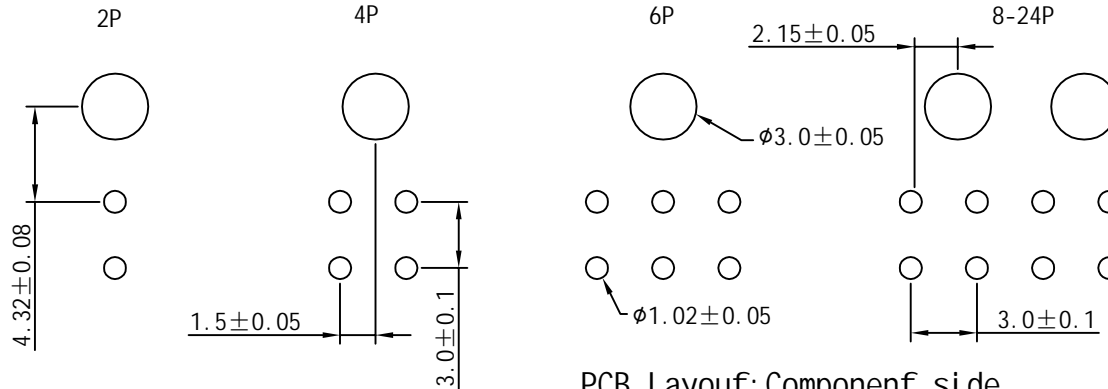 2P
4P
6P
8-24P
2.15±0.05
φ3.0±0.05
4.32±0.08
1.5±0.05
3.0±0.1
φ1.02±0.05
3.0±0.1
PCB Layouf:Componenf side